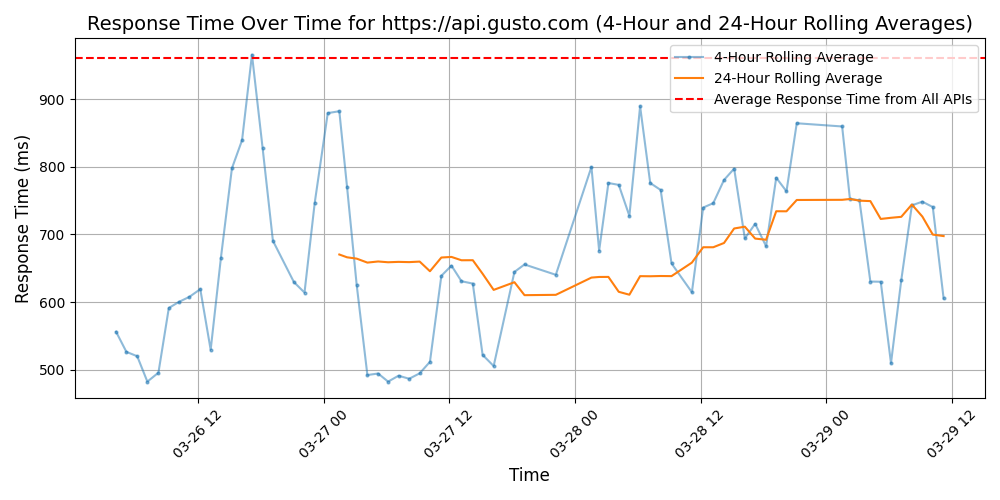 Response Time Over Time for https://api.gusto.com (4-Hour and 24-Hour Rolling Averages)
4-Hour Rolling Average
24-Hour Rolling Average
Average Response Time from All APIs
Response Time (ms)
900
800
700
600
500
03-26 12
03-27 00
03-27 12
03-28 00
03-28 12
03-29 00
03-29 12
Time